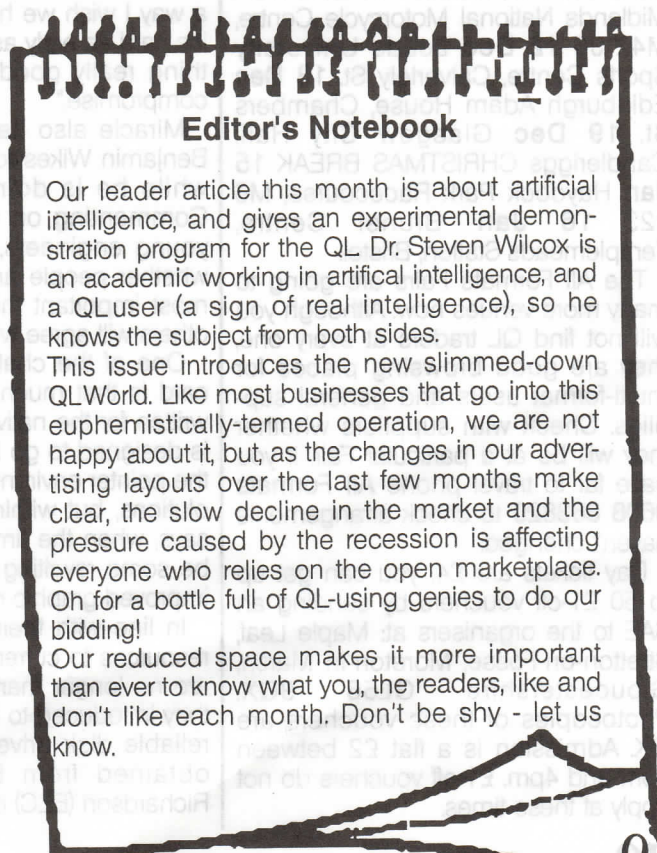 Editor's Notebook
Our leader article this month is about artificial
intelligence, and gives an experimental demon-
stration program for the QL. Dr. Steven Wilcox is
an academic working in artifical intelligence, and
a QL user (a sign of real intelligence), so he
knows the subject from both sides.
This issue introduces the new slimmed-down
QL World. Like most businesses that go into this
euphemistically-termed operation, we are not
happy about it, but, as the changes in our adver-
tising layouts over the last few months make
clear, the slow decline in the market and the
pressure caused by the recession is affecting
everyone who relies on the open marketplace.
Oh, for a bottle full of QL-using genies to do our
bidding!
Our reduced space makes it more important
than ever to know what you, the readers, like and
don't like each month. Don't be shy - let us
know.